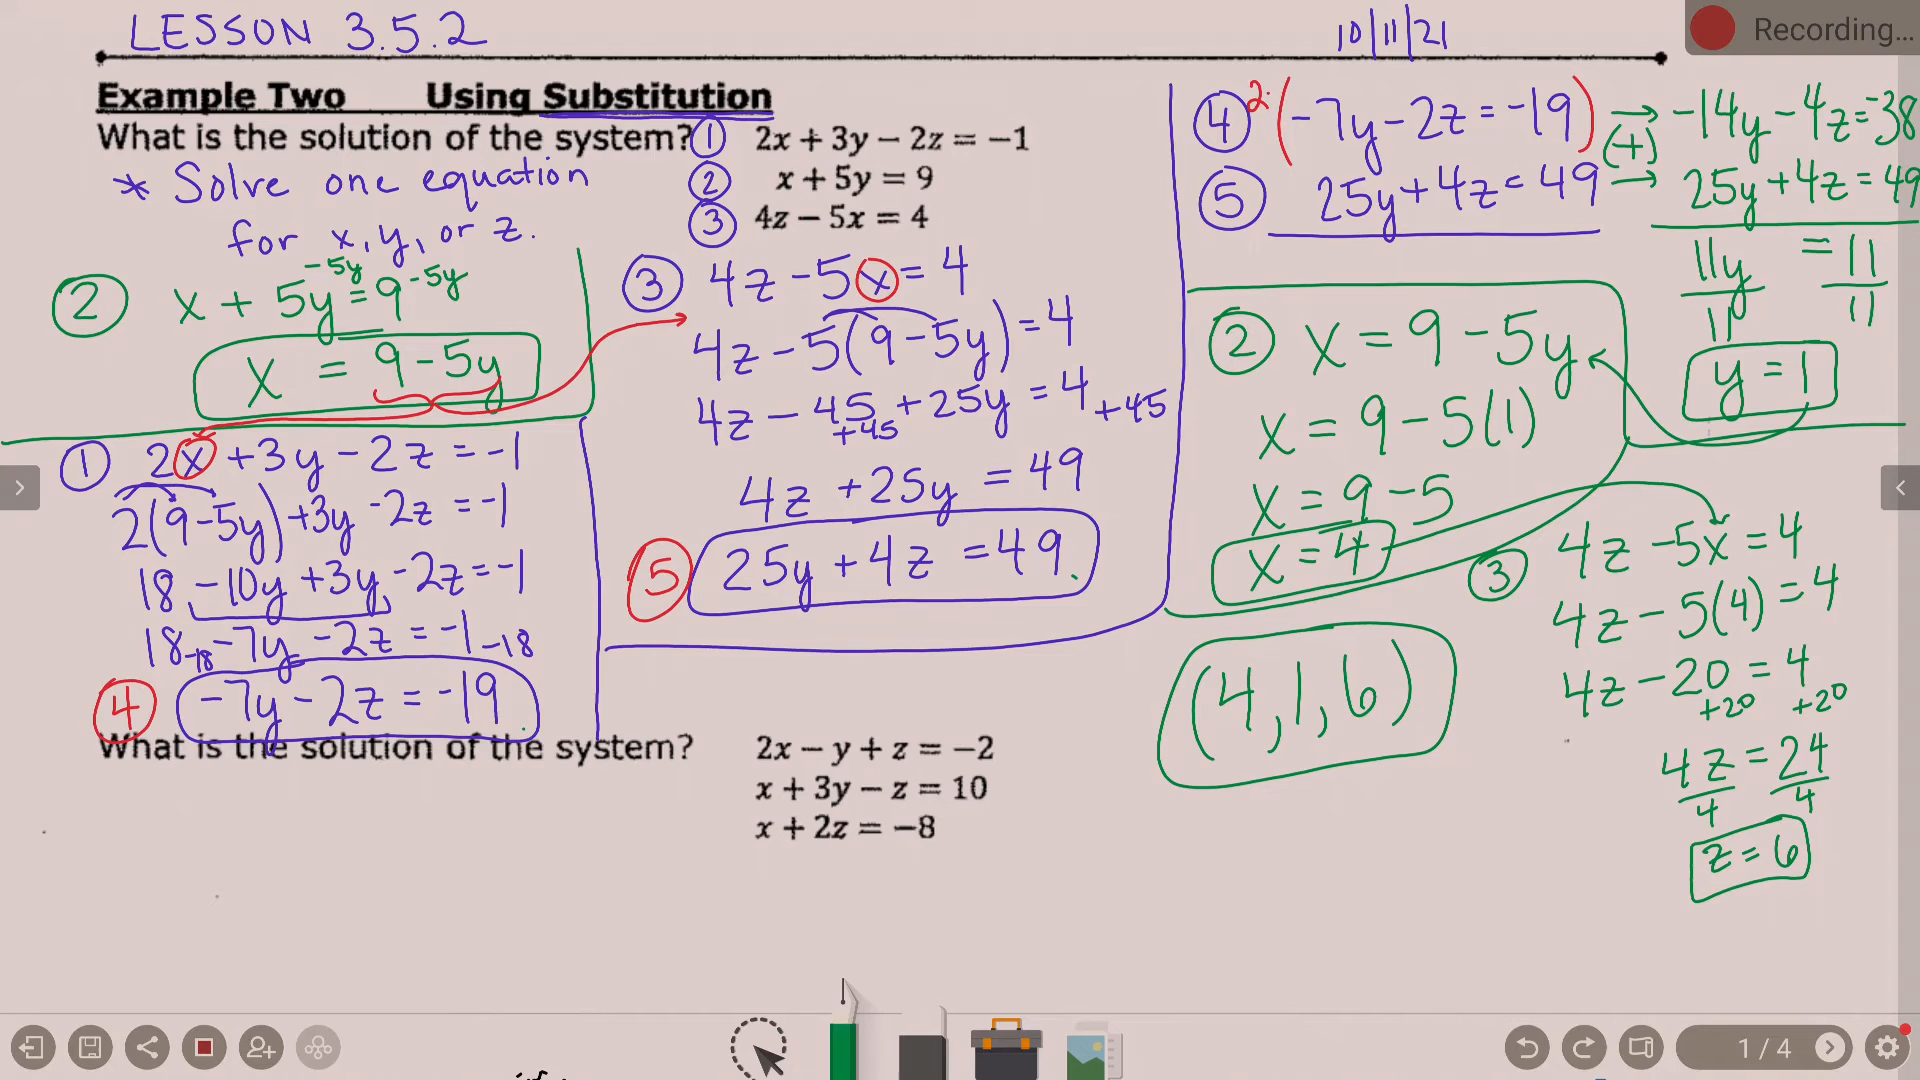 LESSON 3.5.2
10/11/21
Recording...
Example Two Using Substitution
What is the solution of the system? ① 2x + 3y − 2z = −1
② x + 5y = 9
③ 4z − 5x = 4
* Solve one equation
for x, y, or z.
② x + 5y = 9
-5y -5y
x = 9 - 5y
① 2x + 3y - 2z = -1
2(9 - 5y) + 3y - 2z = -1
18 - 10y + 3y - 2z = -1
18 - 7y - 2z = -1
-18 -18
④ -7y - 2z = -19
③ 4z - 5x = 4
4z - 5(9 - 5y) = 4
4z - 45 + 25y = 4
+45 +45
4z + 25y = 49
⑤ 25y + 4z = 49
④ 2·(-7y - 2z = -19) → -14y - 4z = -38
(+)
⑤ 25y + 4z = 49 → 25y + 4z = 49
11y = 11
11 11
y = 1
② x = 9 - 5y
x = 9 - 5(1)
x = 9 - 5
x = 4
③ 4z - 5x = 4
4z - 5(4) = 4
4z - 20 = 4
+20 +20
4z = 24
4 4
z = 6
(4, 1, 6)
What is the solution of the system? 2x − y + z = −2
x + 3y − z = 10
x + 2z = −8
1 / 4